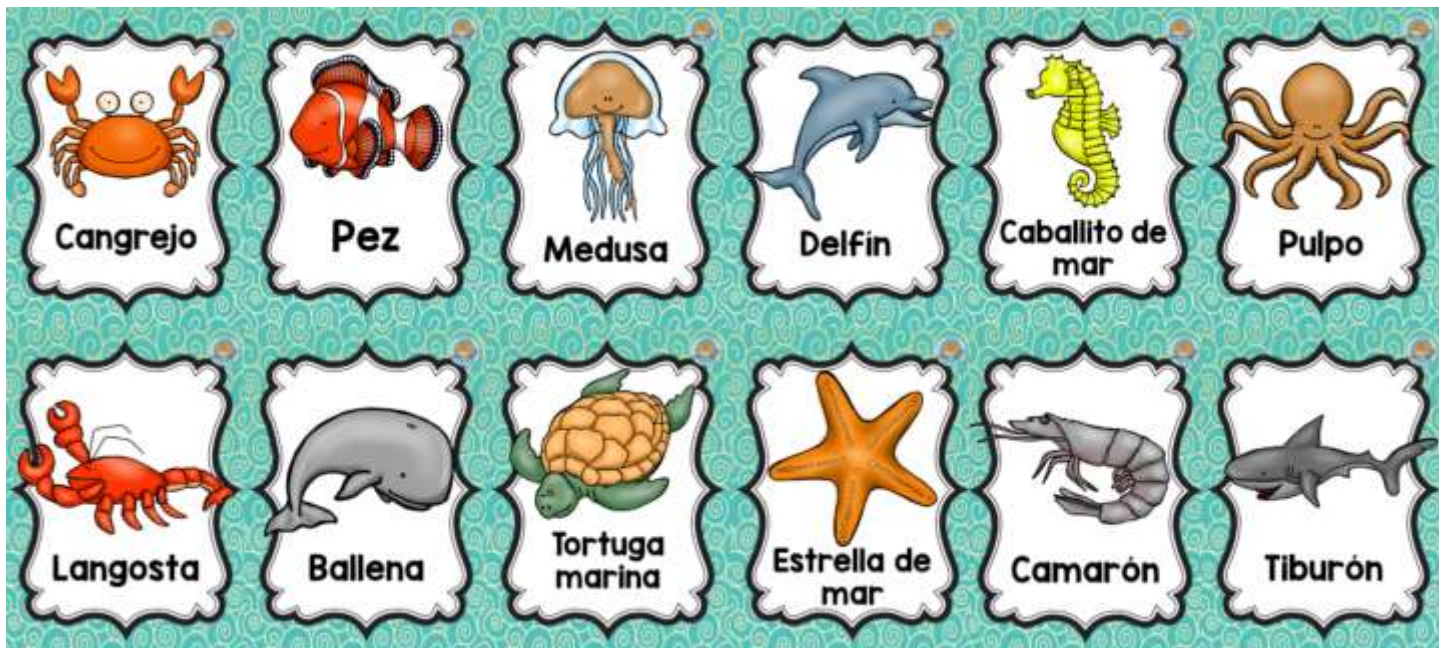 Cangrejo
Pez
Medusa
Delfín
Caballito de
mar
Pulpo
Langosta
Ballena
Tortuga
marina
Estrella de
mar
Camarón
Tiburón